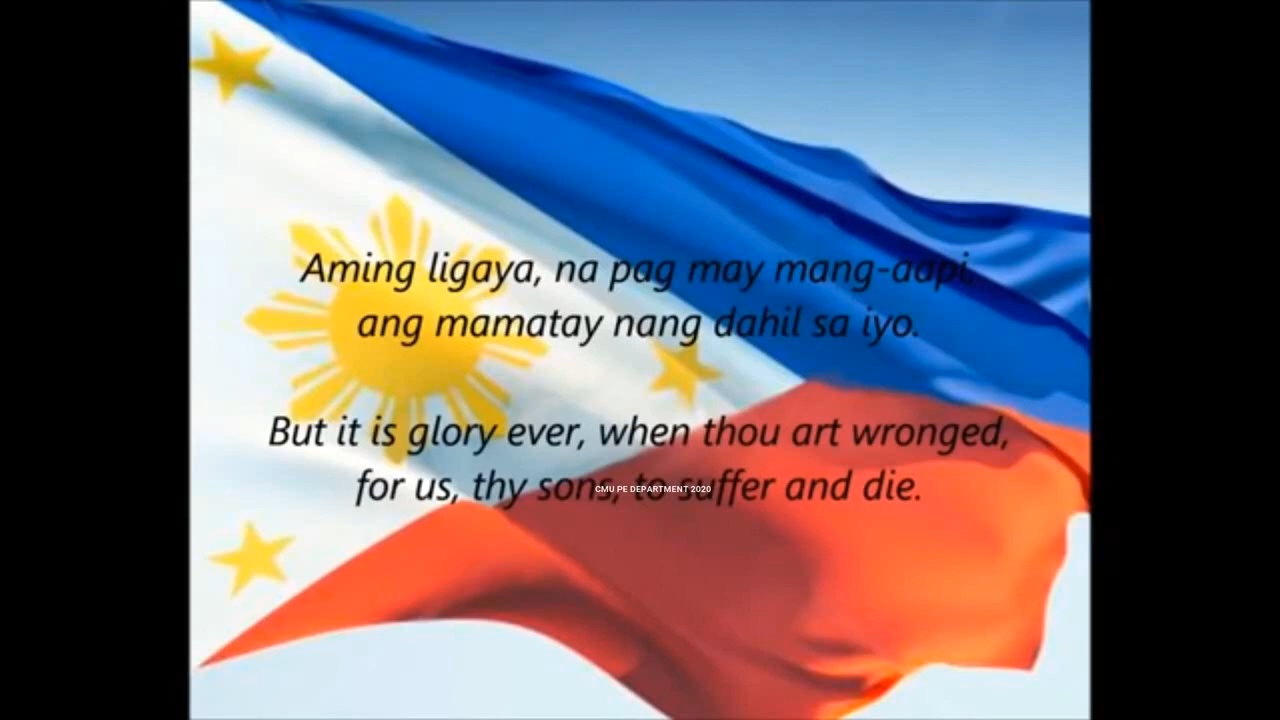 Aming ligaya, na pag may mang-aapi,
ang mamatay nang dahil sa iyo.
But it is glory ever, when thou art wronged,
for us, thy sons, to suffer and die.
CMU PE DEPARTMENT 2020